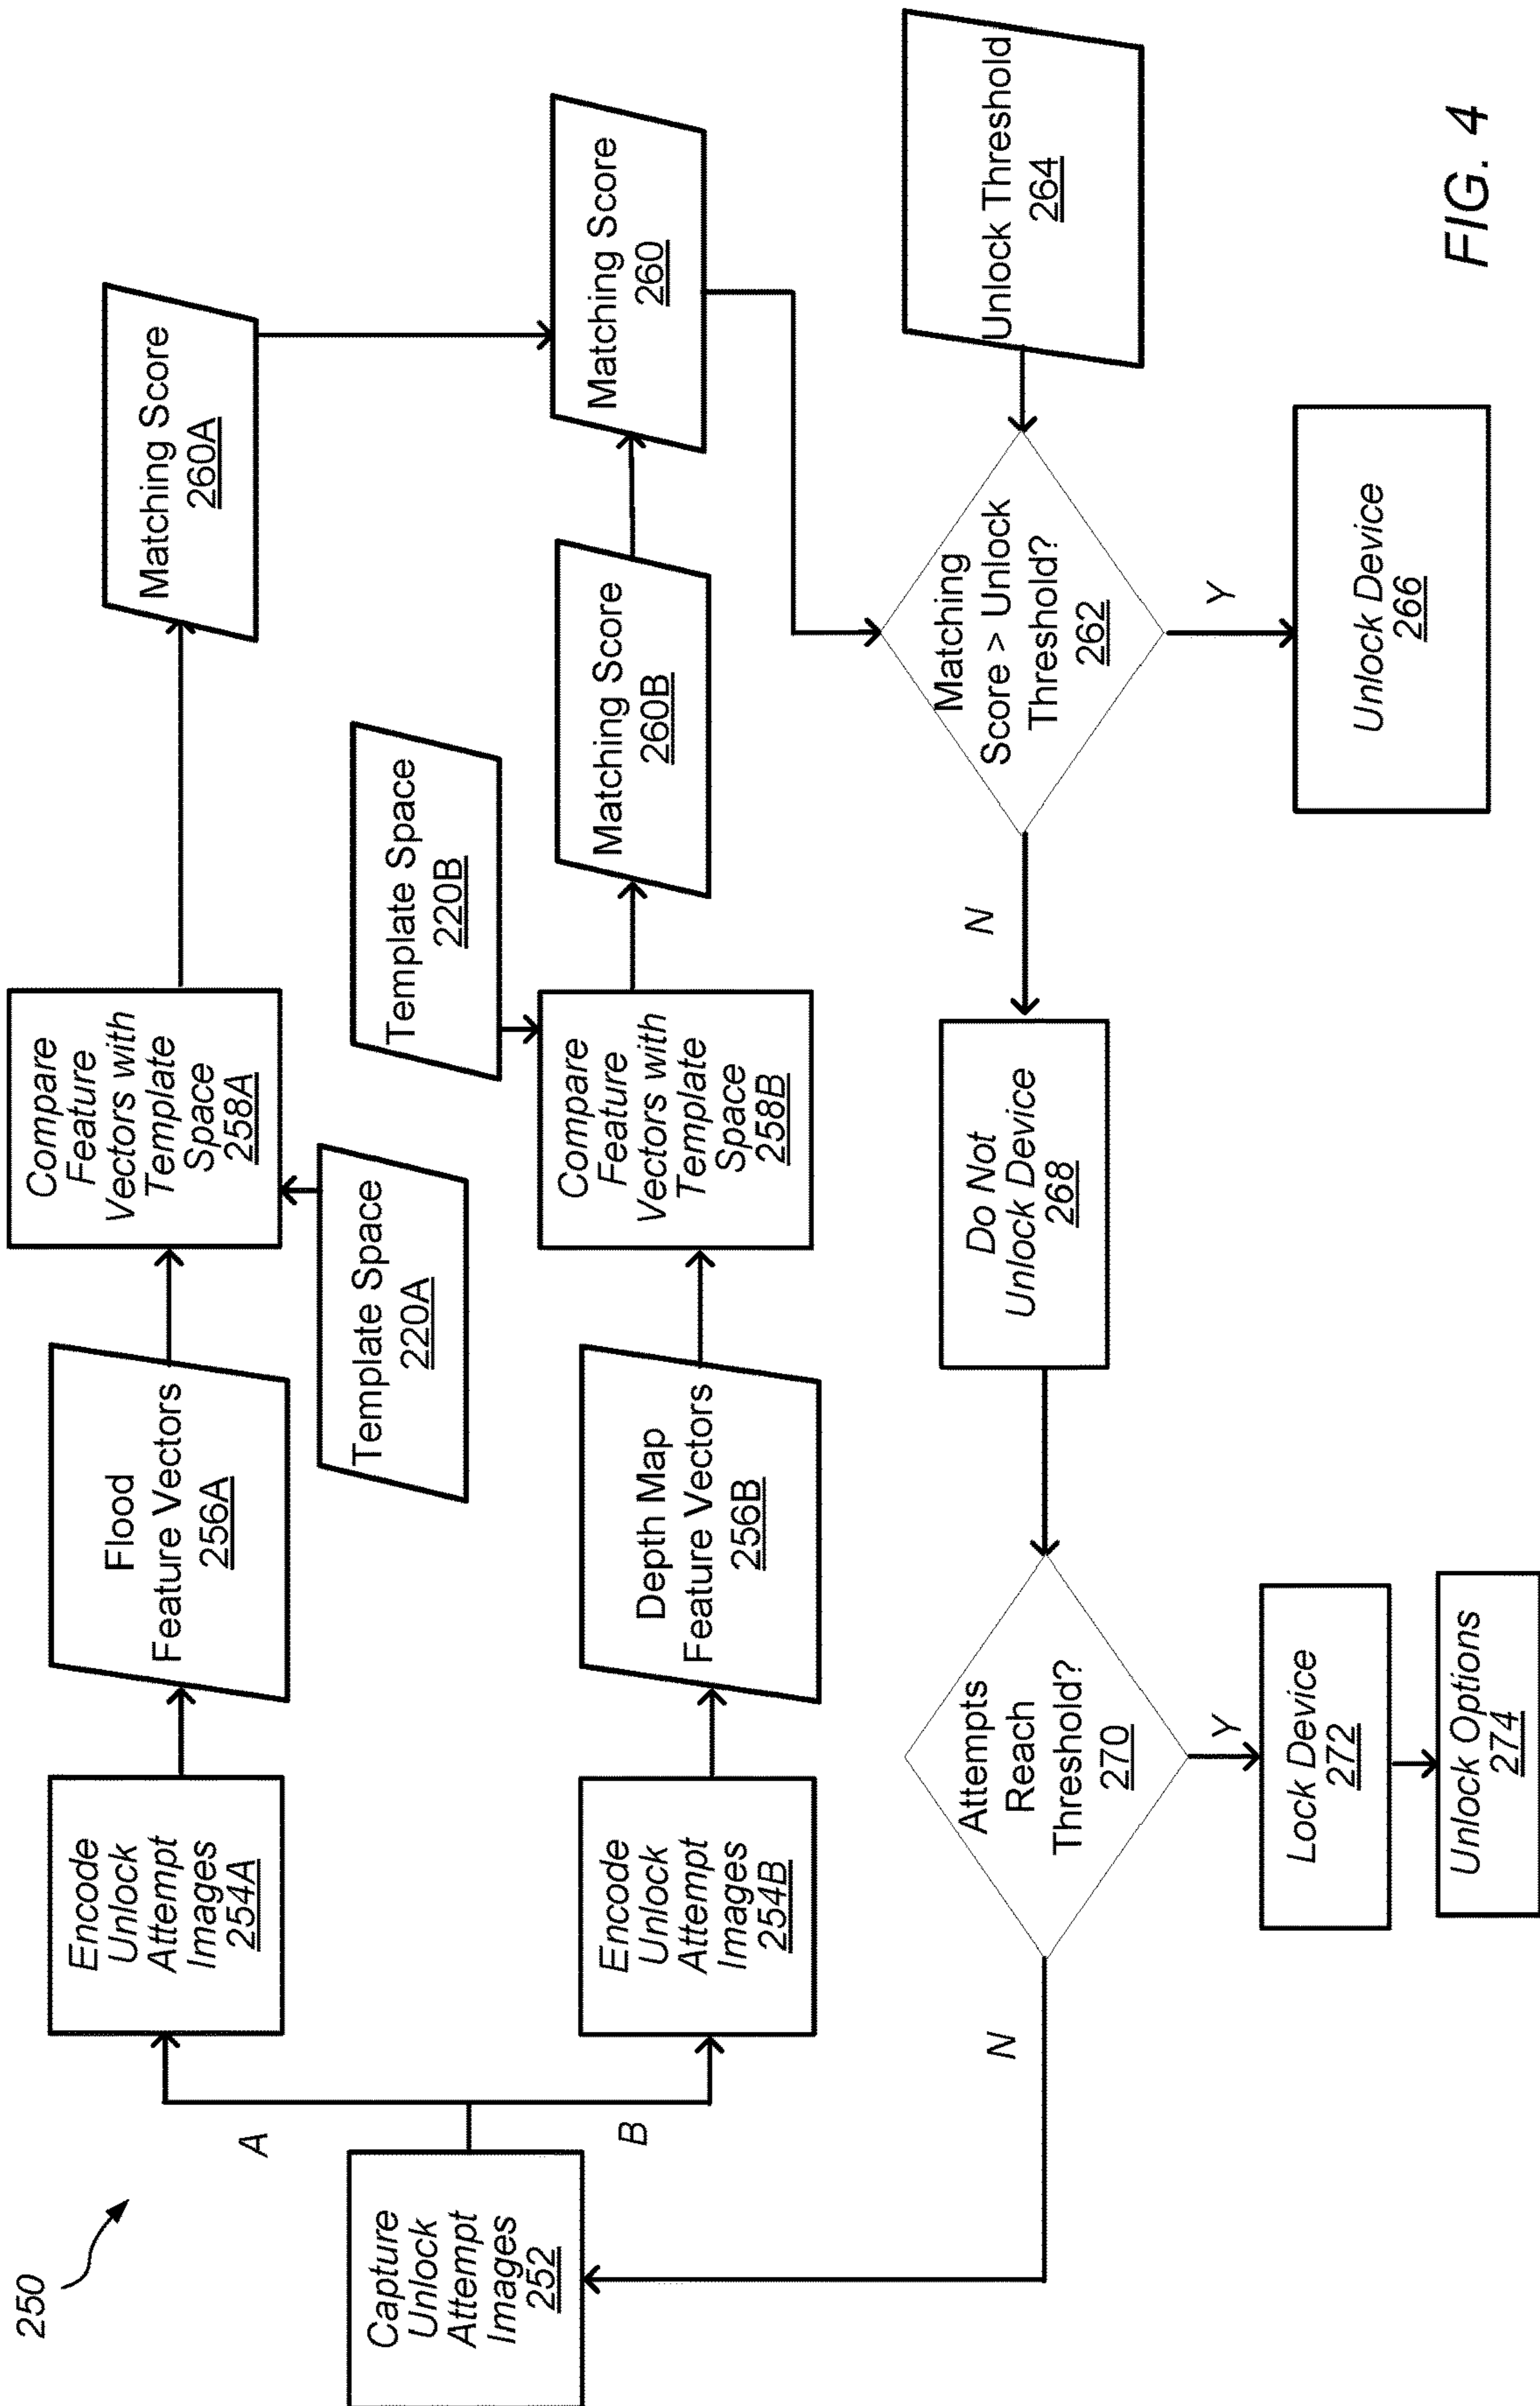 250
Capture
Unlock
Attempt
Images
252
A
B
Encode
Unlock
Attempt
Images
254A
Flood
Feature Vectors
256A
Compare
Feature
Vectors with
Template
Space
258A
Template Space
220A
Matching Score
260A
Encode
Unlock
Attempt
Images
254B
Depth Map
Feature Vectors
256B
Compare
Feature
Vectors with
Template
Space
258B
Template Space
220B
Matching Score
260B
Matching Score
260
Unlock Threshold
264
Matching
Score > Unlock
Threshold?
262
Y
Unlock Device
266
N
Do Not
Unlock Device
268
Attempts
Reach
Threshold?
270
N
Y
Lock Device
272
Unlock Options
274
FIG. 4